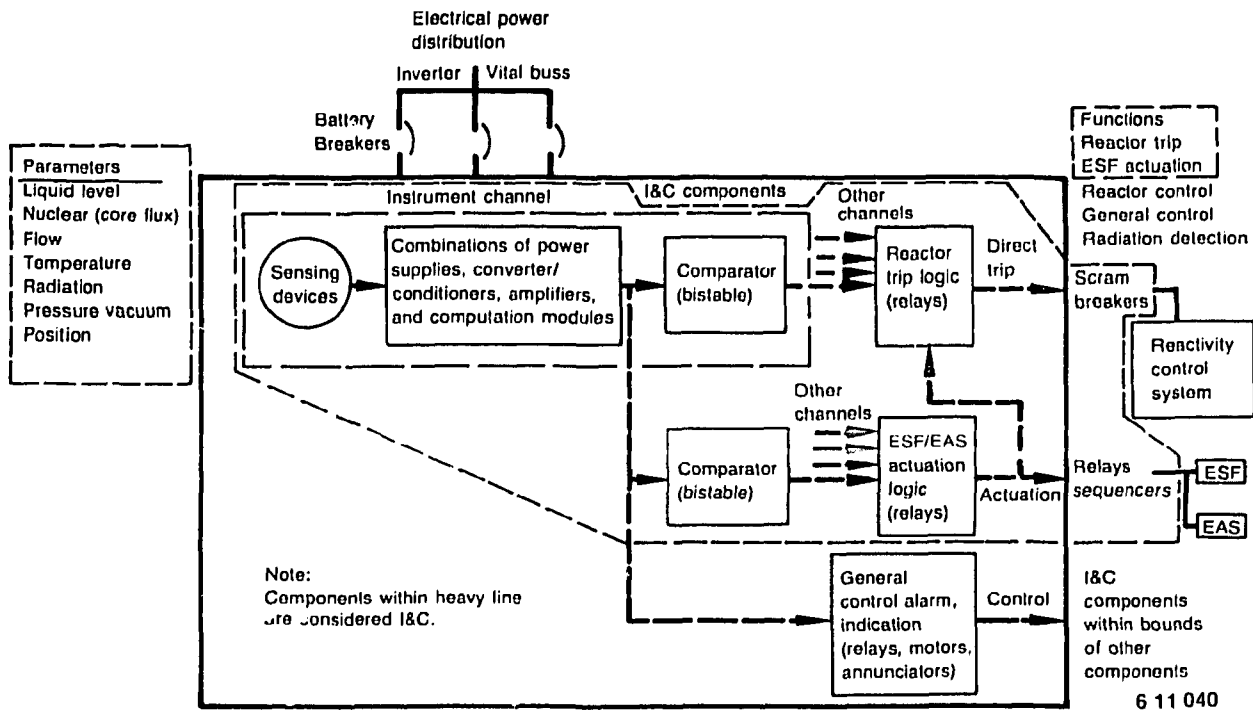 Electrical power
distribution
Inverter
Vital buss
Battery
Breakers
Parameters
Liquid level
Nuclear (core flux)
Flow
Temperature
Radiation
Pressure vacuum
Position
Functions
Reactor trip
ESF actuation
Reactor control
General control
Radiation detection
Instrument channel
I&C components
Sensing
devices
Combinations of power
supplies, converter/
conditioners, amplifiers,
and computation modules
Comparator
(bistable)
Other
channels
Reactor
trip logic
(relays)
Direct
trip
Scram
breakers
Reactivity
control
system
Comparator
(bistable)
Other
channels
ESF/EAS
actuation
logic
(relays)
Actuation
Relays
sequencers
ESF
EAS
Note:
Components within heavy line
are considered I&C.
General
control alarm,
indication
(relays, motors,
annunciators)
Control
I&C
components
within bounds
of other
components
6 11 040